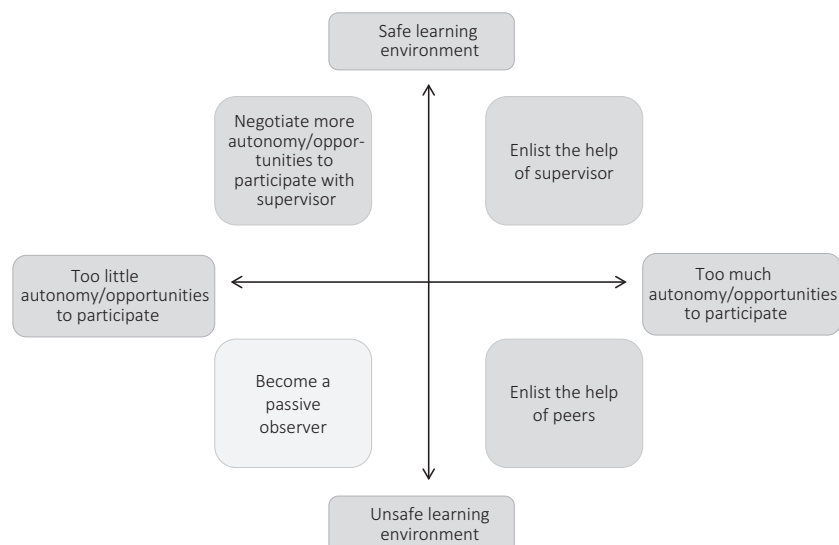 Safe learning
environment
Negotiate more
autonomy/oppor-
tunities to
participate with
supervisor
Enlist the help
of supervisor
Too little
autonomy/opportunities
to participate
Too much
autonomy/opportunities
to participate
Become a
passive
observer
Enlist the help
of peers
Unsafe learning
environment